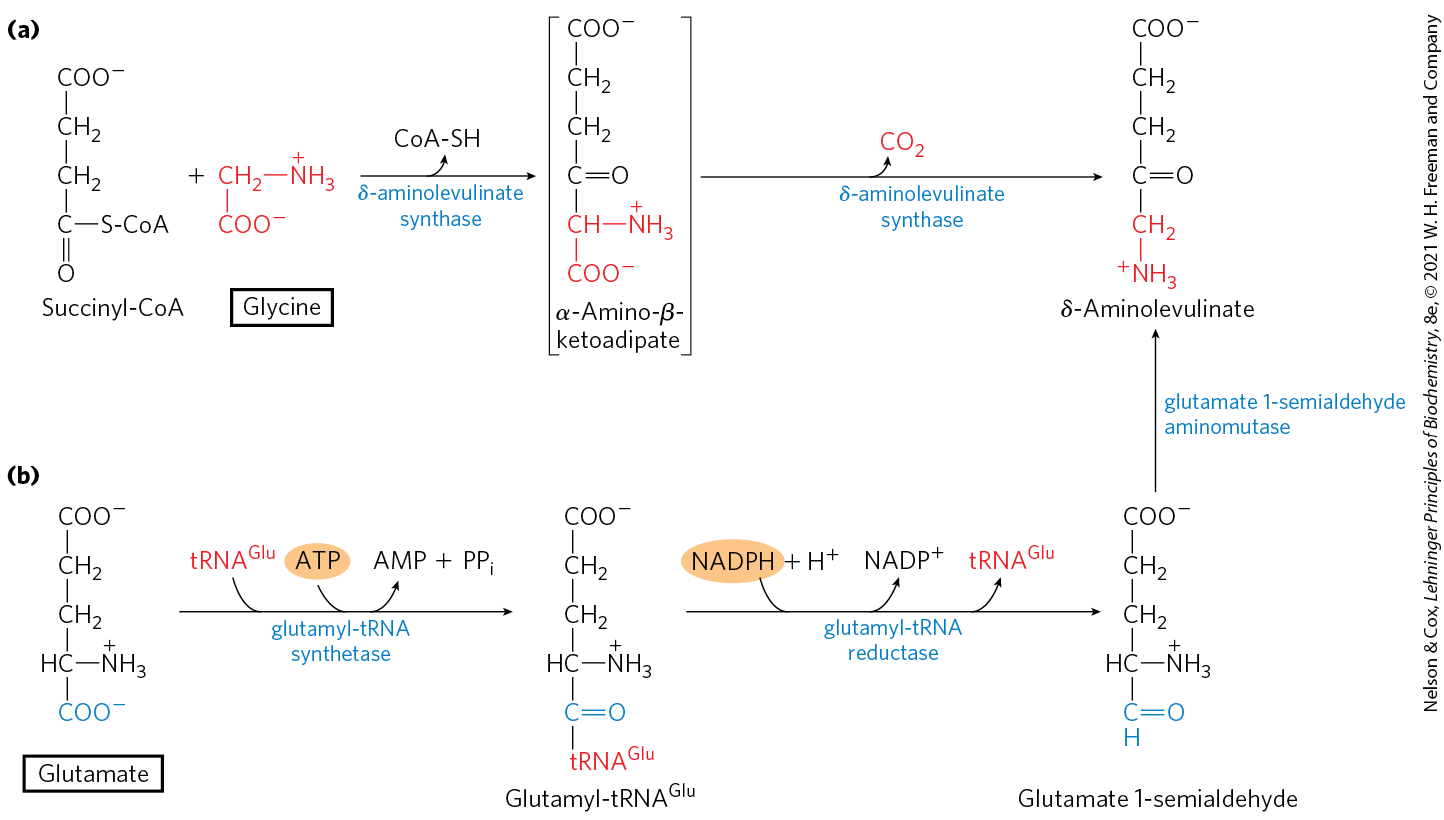 (a)
COO⁻
CH₂
CH₂
C—S-CoA
O
Succinyl-CoA
+
CH₂—NH₃
+
COO⁻
Glycine
CoA-SH
δ-aminolevulinate
synthase
COO⁻
CH₂
CH₂
C=O
+
CH—NH₃
COO⁻
α-Amino-β-
ketoadipate
CO₂
δ-aminolevulinate
synthase
COO⁻
CH₂
CH₂
C=O
CH₂
⁺NH₃
δ-Aminolevulinate
glutamate 1-semialdehyde
aminomutase
(b)
COO⁻
CH₂
CH₂
+
HC—NH₃
COO⁻
Glutamate
tRNA^Glu ATP AMP + PPᵢ
glutamyl-tRNA
synthetase
COO⁻
CH₂
CH₂
+
HC—NH₃
C=O
tRNA^Glu
Glutamyl-tRNA^Glu
NADPH + H⁺ NADP⁺ tRNA^Glu
glutamyl-tRNA
reductase
COO⁻
CH₂
CH₂
+
HC—NH₃
C=O
H
Glutamate 1-semialdehyde
Nelson & Cox, Lehninger Principles of Biochemistry, 8e, © 2021 W. H. Freeman and Company